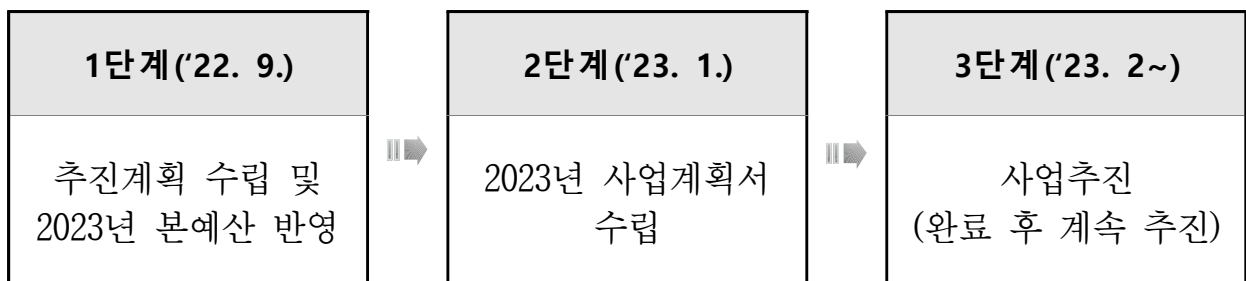 1단계(‘22. 9.)
추진계획 수립 및
2023년 본예산 반영
2단계(‘23. 1.)
2023년 사업계획서
수립
3단계(‘23. 2~)
사업추진
(완료 후 계속 추진)